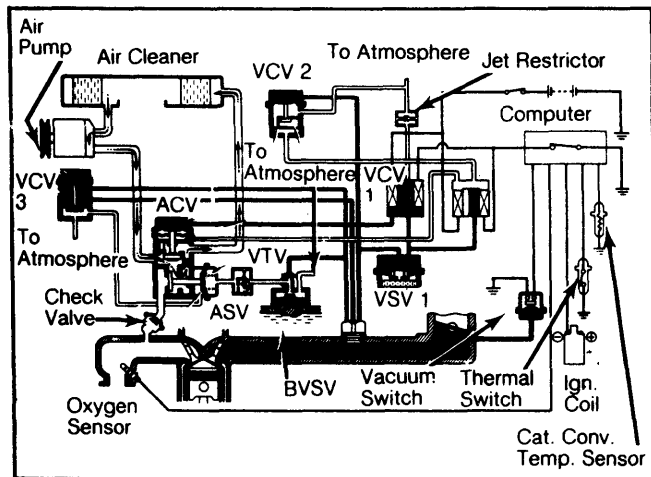 Air
Pump
Air Cleaner
VCV 2
To Atmosphere
Jet Restrictor
Computer
To
Atmosphere
VCV
1
VCV
3
ACV
To
Atmosphere
VTV
ASV
VSV 1
Check
Valve
BVSV
Vacuum
Switch
Thermal
Switch
Ign.
Coil
Oxygen
Sensor
Cat. Conv.
Temp. Sensor